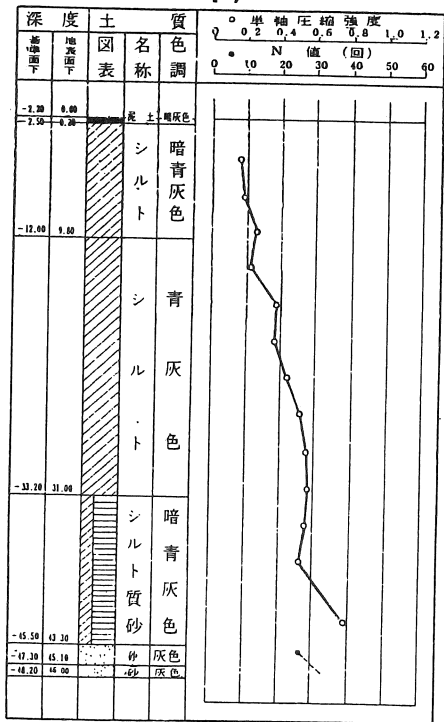 深度 土質
基準面下 地表面下 図表 名称 色調
○ 単軸圧縮強度
0 0.2 0.4 0.6 0.8 1.0 1.2
● N値(回)
0 10 20 30 40 50 60
0.00
-2.50 0.20 泥土 暗灰色
シルト 暗青灰色
-12.00 9.60
シルト 青灰色
-33.20 31.00
シルト質砂 暗青灰色
-45.50 43.30
砂 灰色
-47.30 45.10
砂 灰色
-48.20 46.00